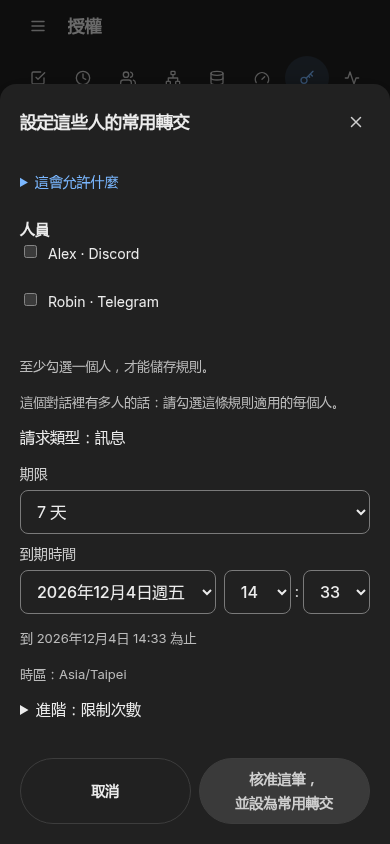 授權
設定這些人的常用轉交
這會允許什麼
人員
Alex · Discord
Robin · Telegram
至少勾選一個人，才能儲存規則。
這個對話裡有多人的話：請勾選這條規則適用的每個人。
請求類型：訊息
期限
7 天
到期時間
2026年12月4日週五 14 : 33
到 2026年12月4日 14:33 為止
時區：Asia/Taipei
進階：限制次數
取消
核准這筆，
並設為常用轉交